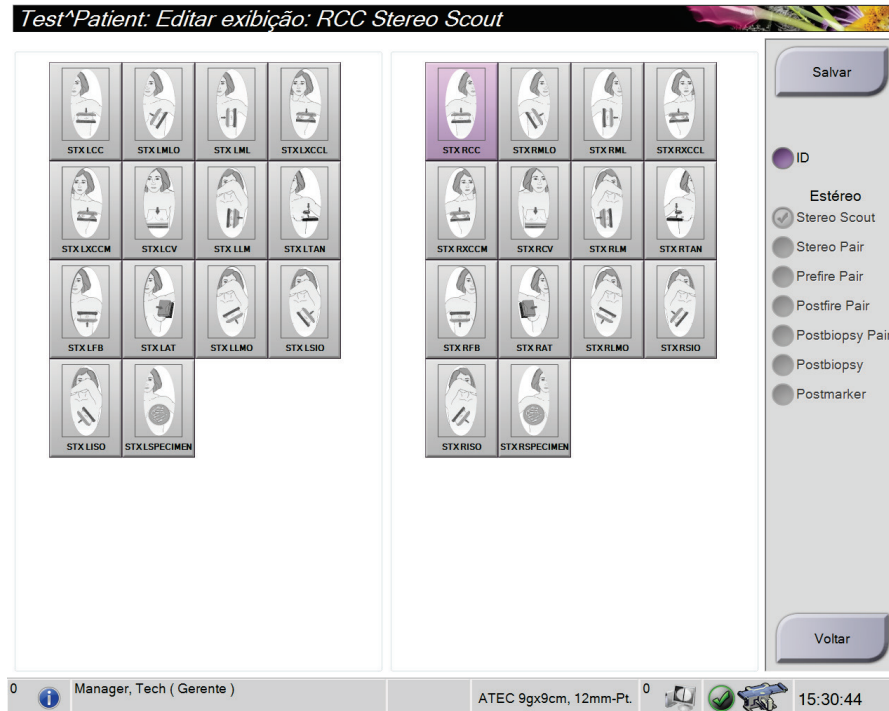 Test^Patient: Editar exibição: RCC Stereo Scout
STX LCC STX LMLO STX LML STX LXCCL
STX LXCCM STX LCV STX LLM STX LTAN
STX LFB STX LAT STX LLMO STX LSIO
STX LISO STX LSPECIMEN
STX RCC STX RMLO STX RML STX RXCCL
STX RXCCM STX RCV STX RLM STX RTAN
STX RFB STX RAT STX RLMO STX RSIO
STX RISO STX RSPECIMEN
Salvar
ID
Estéreo
Stereo Scout
Stereo Pair
Prefire Pair
Postfire Pair
Postbiopsy Pair
Postbiopsy
Postmarker
Voltar
0 Manager, Tech ( Gerente ) ATEC 9gx9cm, 12mm-Pt. 0 15:30:44